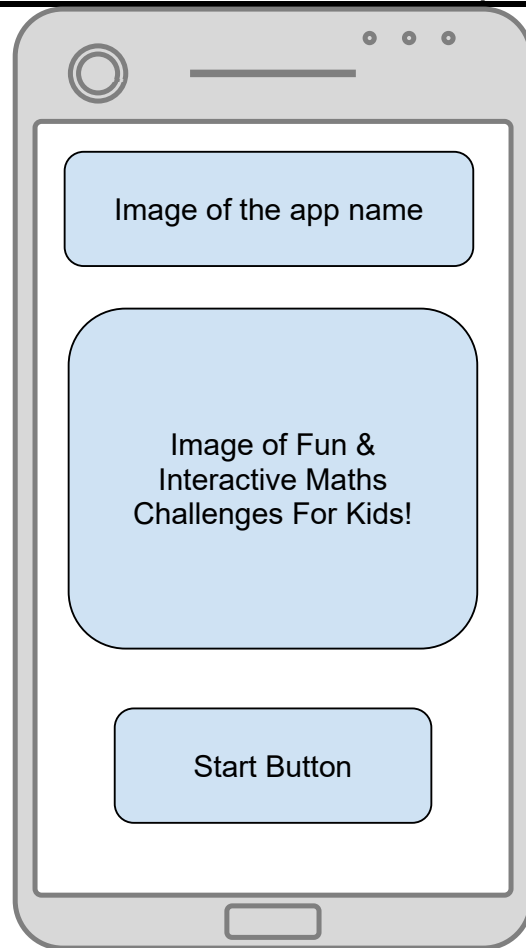 Image of the app name
Image of Fun &
Interactive Maths
Challenges For Kids!
Start Button